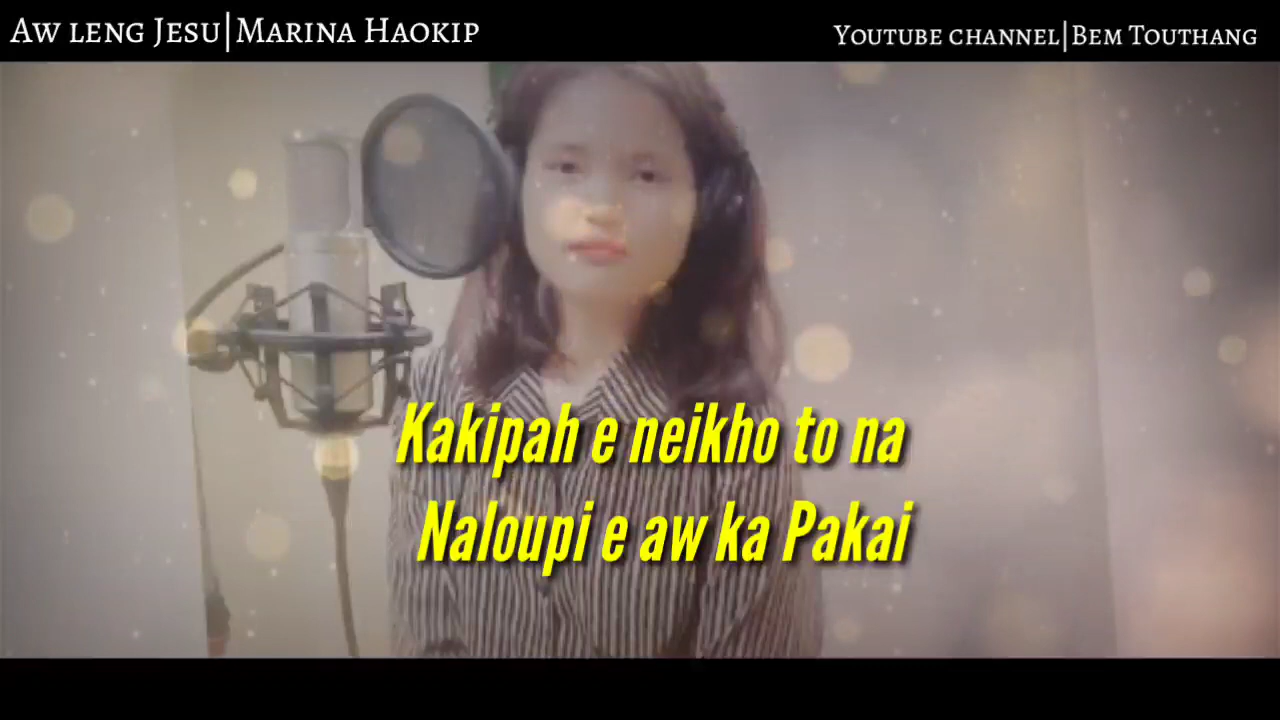 Aw leng Jesu|Marina Haokip
Youtube channel|Bem Touthang
Kakipah e neikho to na
Naloupi e aw ka Pakai